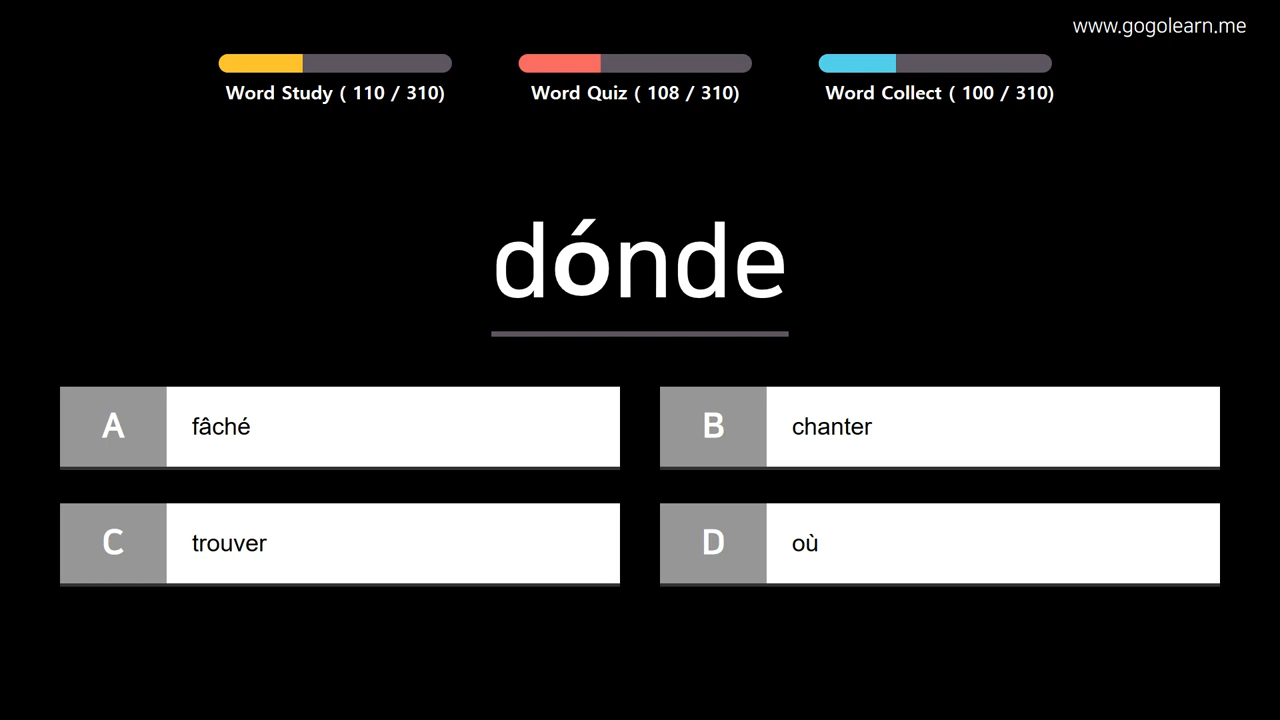 www.gogolearn.me
Word Study ( 110 / 310)
Word Quiz ( 108 / 310)
Word Collect ( 100 / 310)
dónde
A fâché
B chanter
C trouver
D où